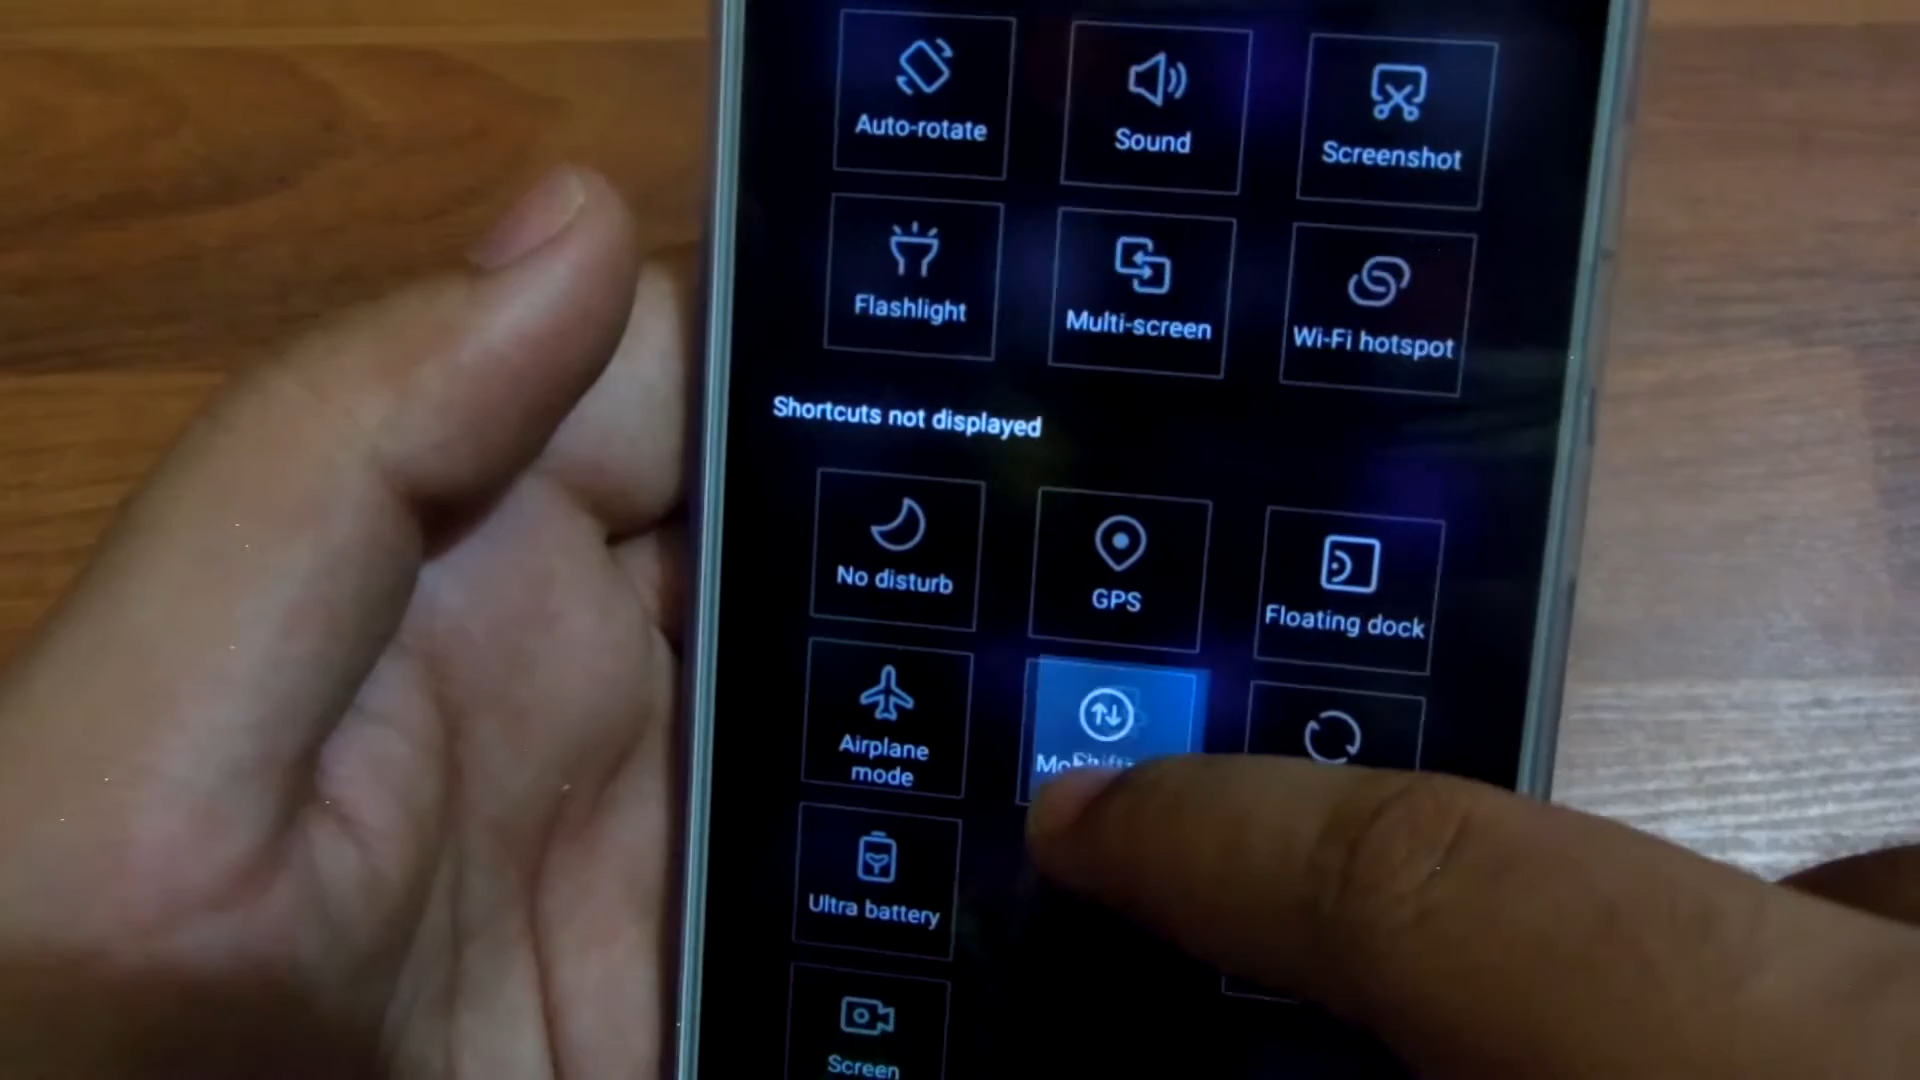 Auto-rotate
Sound
Screenshot
Flashlight
Multi-screen
Wi-Fi hotspot
Shortcuts not displayed
No disturb
GPS
Floating dock
Airplane
mode
Ultra battery
Screen